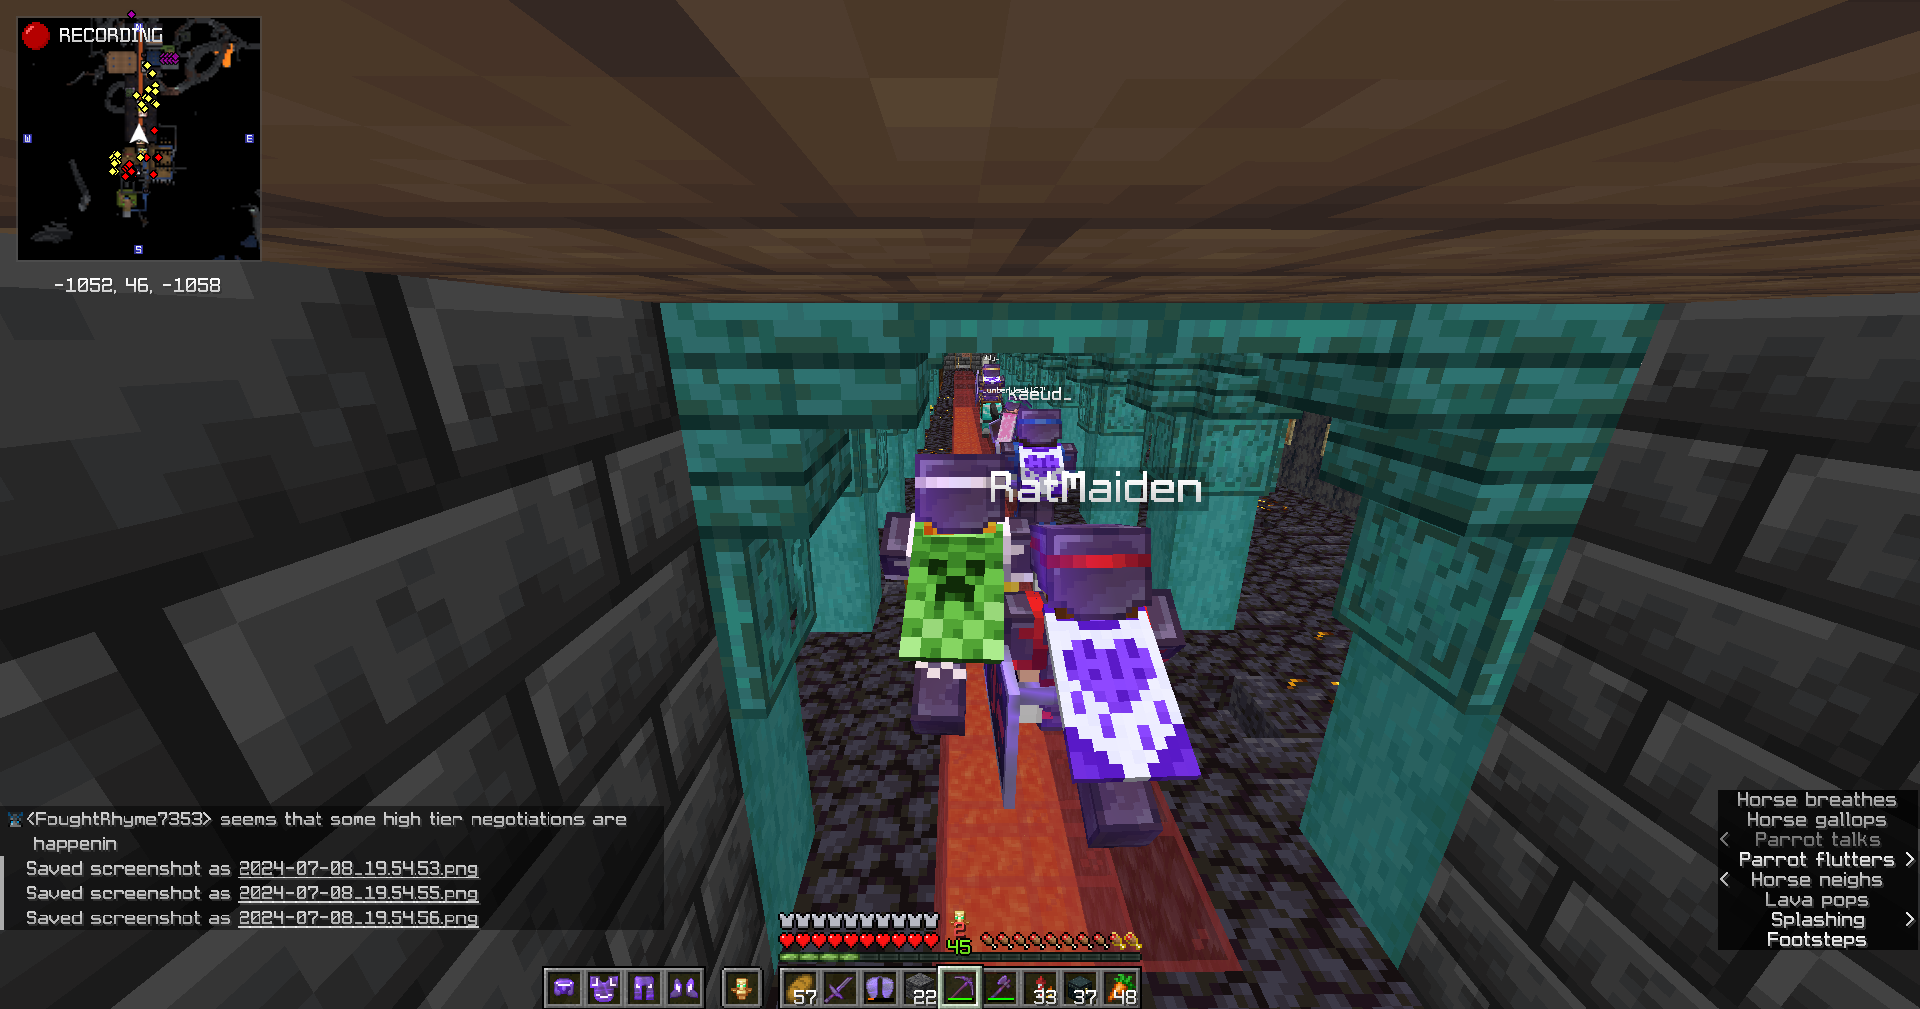 RECORDING
N
W
E
S
-1052, 46, -1058
kaeud_
RatMaiden
<FoughtRhyme7353> seems that some high tier negotiations are
happenin
Saved screenshot as 2024-07-08_19.54.53.png
Saved screenshot as 2024-07-08_19.54.55.png
Saved screenshot as 2024-07-08_19.54.56.png
Horse breathes
Horse gallops
< Parrot talks
Parrot flutters >
< Horse neighs
Lava pops
Splashing >
Footsteps
2
45
57
22
33
37
48